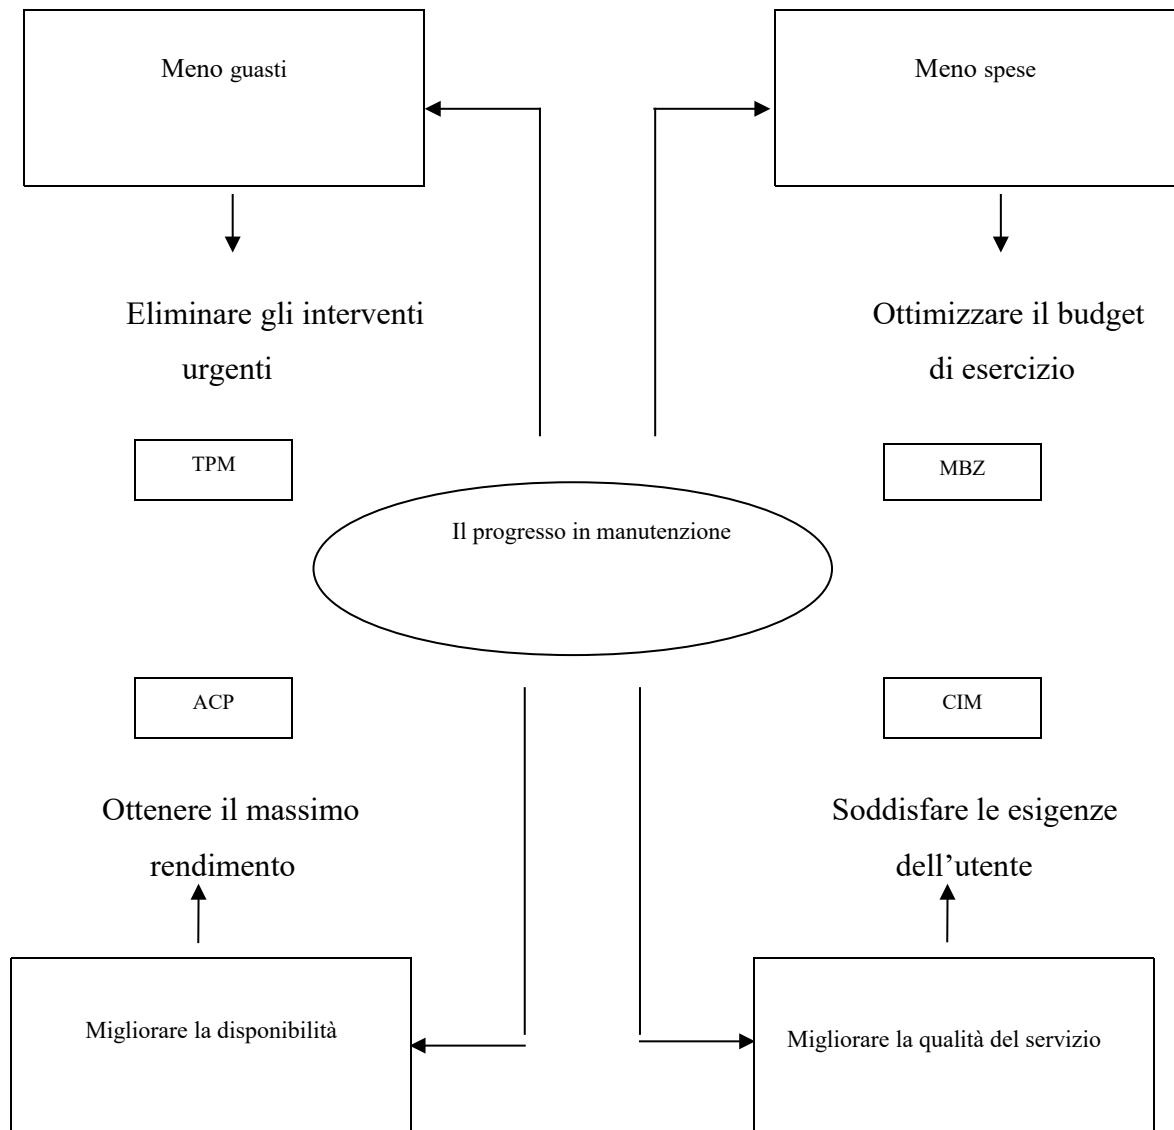 Meno guasti
Meno spese
Eliminare gli interventi
urgenti
Ottimizzare il budget
di esercizio
TPM
MBZ
Il progresso in manutenzione
ACP
CIM
Ottenere il massimo
rendimento
Soddisfare le esigenze
dell’utente
Migliorare la disponibilità
Migliorare la qualità del servizio